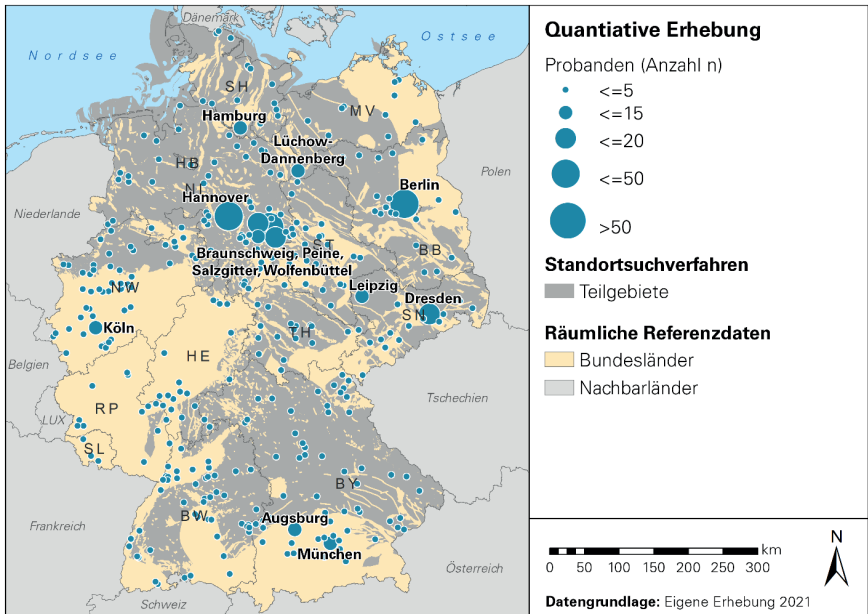 Dänemark
Nordsee
Ostsee
SH
MV
Hamburg
Lüchow-
Dannenberg
HB
Polen
NI
Berlin
Hannover
Niederlande
ST
BB
Braunschweig, Peine,
Salzgitter, Wolfenbüttel
NW
Leipzig
Dresden
SN
Köln
TH
HE
Belgien
Tschechien
RP
LUX
SL
BY
BW
Augsburg
Frankreich
München
Österreich
Schweiz
Quantiative Erhebung
Probanden (Anzahl n)
<=5
<=15
<=20
<=50
>50
Standortsuchverfahren
Teilgebiete
Räumliche Referenzdaten
Bundesländer
Nachbarländer
N
km
0 50 100 150 200 250 300
Datengrundlage: Eigene Erhebung 2021